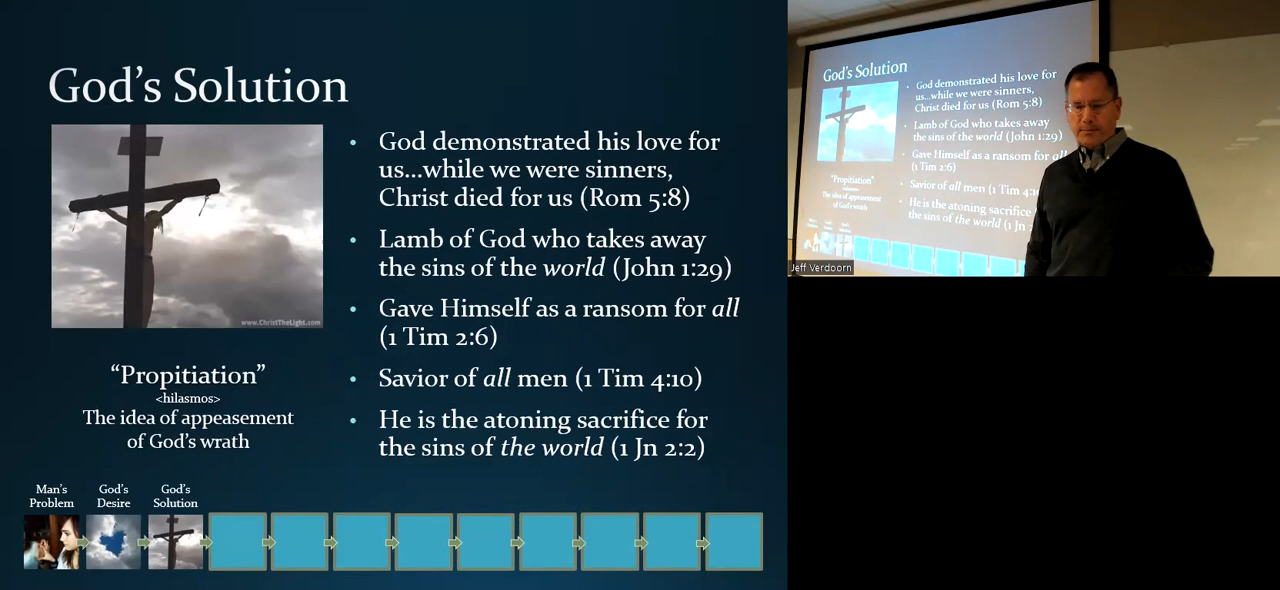 God's Solution
www.ChristTheLight.com
"Propitiation"
<hilasmos>
The idea of appeasement
of God's wrath
• God demonstrated his love for
us...while we were sinners,
Christ died for us (Rom 5:8)
• Lamb of God who takes away
the sins of the world (John 1:29)
• Gave Himself as a ransom for all
(1 Tim 2:6)
• Savior of all men (1 Tim 4:10)
• He is the atoning sacrifice for
the sins of the world (1 Jn 2:2)
Man's
Problem
God's
Desire
God's
Solution
God's Solution
• God demonstrated his love for
us...while we were sinners,
Christ died for us (Rom 5:8)
• Lamb of God who takes away
the sins of the world (John 1:29)
• Gave Himself as a ransom for all
(1 Tim 2:6)
• Savior of all men (1 Tim 4:10
• He is the atoning sacrifice
the sins of the world (1 Jn
"Propitiation"
The idea of appeasement
of God's wrath
Jeff Verdoorn